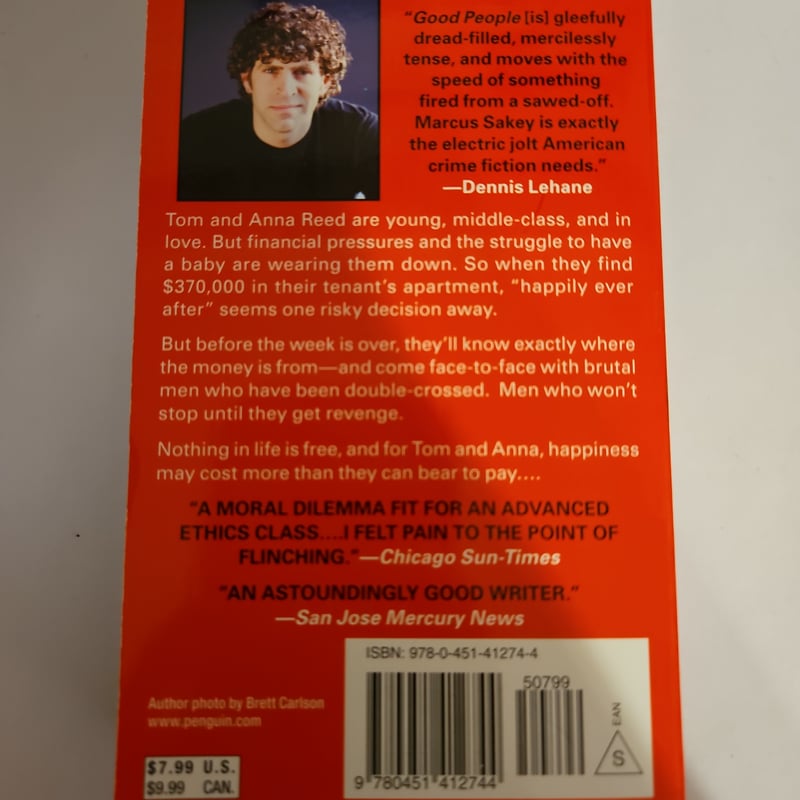 “Good People [is] gleefully
dread-filled, mercilessly
tense, and moves with the
speed of something
fired from a sawed-off.
Marcus Sakey is exactly
the electric jolt American
crime fiction needs.”
—Dennis Lehane
Tom and Anna Reed are young, middle-class, and in
love. But financial pressures and the struggle to have
a baby are wearing them down. So when they find
$370,000 in their tenant’s apartment, “happily ever
after” seems one risky decision away.
But before the week is over, they’ll know exactly where
the money is from—and come face-to-face with brutal
men who have been double-crossed. Men who won’t
stop until they get revenge.
Nothing in life is free, and for Tom and Anna, happiness
may cost more than they can bear to pay....
“A MORAL DILEMMA FIT FOR AN ADVANCED
ETHICS CLASS....I FELT PAIN TO THE POINT OF
FLINCHING.”—Chicago Sun-Times
“AN ASTOUNDINGLY GOOD WRITER.”
—San Jose Mercury News
ISBN: 978-0-451-41274-4
50799
EAN
S
9 780451 412744
Author photo by Brett Carlson
www.penguin.com
$7.99 U.S.
$9.99 CAN.